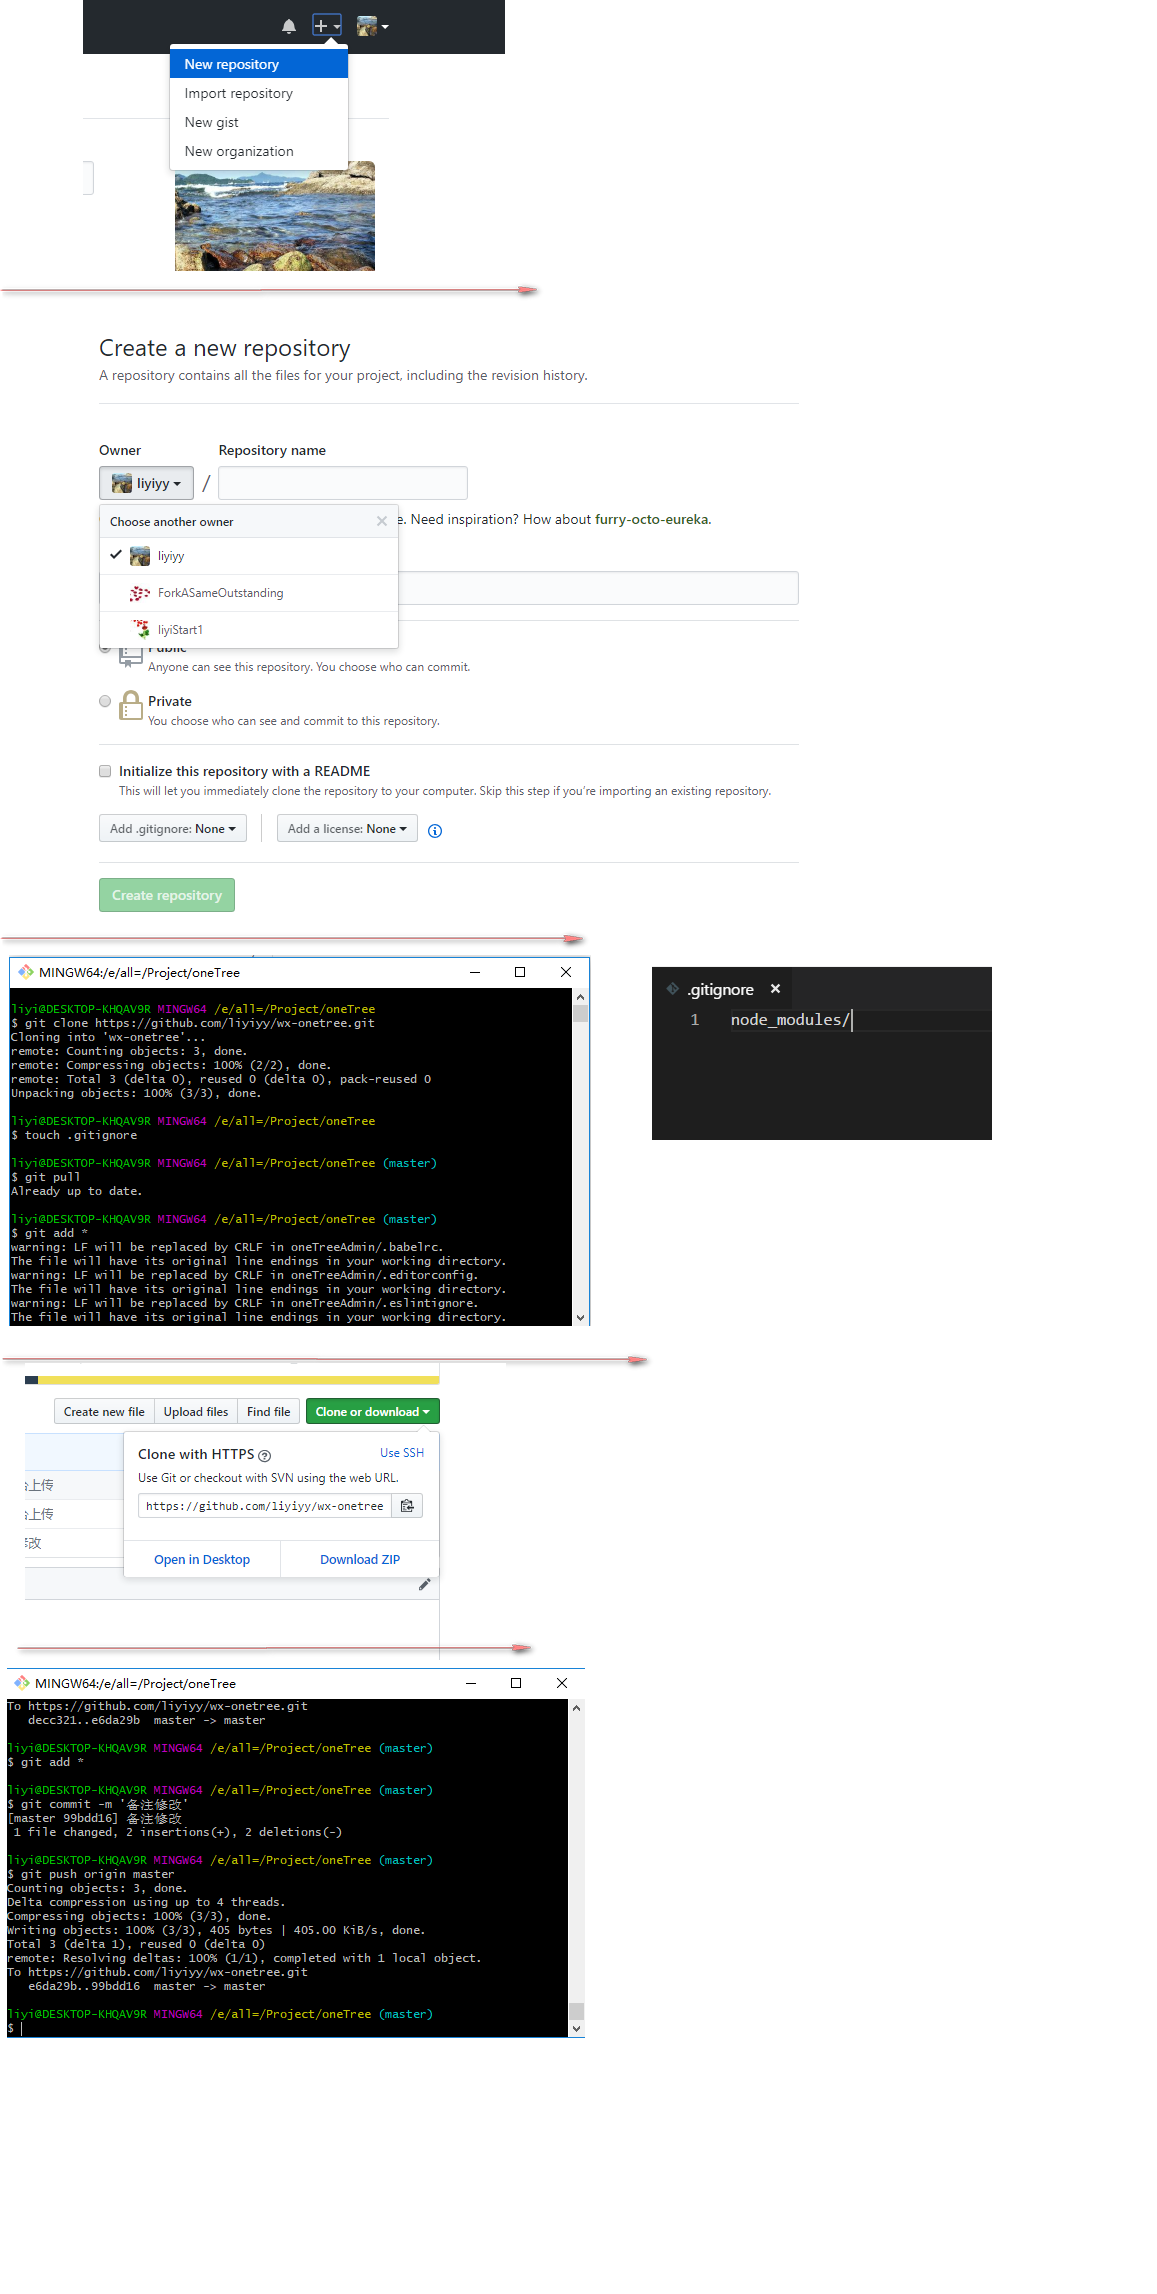 New repository
Import repository
New gist
New organization
Create a new repository
A repository contains all the files for your project, including the revision history.
Owner
Repository name
liyiyy
/
Choose another owner
e. Need inspiration? How about furry-octo-eureka.
liyiyy
ForkASameOutstanding
liyiStart1
Public
Anyone can see this repository. You choose who can commit.
Private
You choose who can see and commit to this repository.
Initialize this repository with a README
This will let you immediately clone the repository to your computer. Skip this step if you're importing an existing repository.
Add .gitignore: None
Add a license: None
Create repository
MINGW64:/e/all=/Project/oneTree
liyi@DESKTOP-KHQAV9R MINGW64 /e/all=/Project/oneTree
$ git clone https://github.com/liyiyy/wx-onetree.git
Cloning into 'wx-onetree'...
remote: Counting objects: 3, done.
remote: Compressing objects: 100% (2/2), done.
remote: Total 3 (delta 0), reused 0 (delta 0), pack-reused 0
Unpacking objects: 100% (3/3), done.
liyi@DESKTOP-KHQAV9R MINGW64 /e/all=/Project/oneTree
$ touch .gitignore
liyi@DESKTOP-KHQAV9R MINGW64 /e/all=/Project/oneTree (master)
$ git pull
Already up to date.
liyi@DESKTOP-KHQAV9R MINGW64 /e/all=/Project/oneTree (master)
$ git add *
warning: LF will be replaced by CRLF in oneTreeAdmin/.babelrc.
The file will have its original line endings in your working directory.
warning: LF will be replaced by CRLF in oneTreeAdmin/.editorconfig.
The file will have its original line endings in your working directory.
warning: LF will be replaced by CRLF in oneTreeAdmin/.eslintignore.
The file will have its original line endings in your working directory.
.gitignore
1 node_modules/
Create new file
Upload files
Find file
Clone or download
Clone with HTTPS
Use SSH
Use Git or checkout with SVN using the web URL.
https://github.com/liyiyy/wx-onetree
Open in Desktop
Download ZIP
上传
上传
修改
MINGW64:/e/all=/Project/oneTree
To https://github.com/liyiyy/wx-onetree.git
decc321..e6da29b master -> master
liyi@DESKTOP-KHQAV9R MINGW64 /e/all=/Project/oneTree (master)
$ git add *
liyi@DESKTOP-KHQAV9R MINGW64 /e/all=/Project/oneTree (master)
$ git commit -m '备注修改'
[master 99bdd16] 备注修改
1 file changed, 2 insertions(+), 2 deletions(-)
liyi@DESKTOP-KHQAV9R MINGW64 /e/all=/Project/oneTree (master)
$ git push origin master
Counting objects: 3, done.
Delta compression using up to 4 threads.
Compressing objects: 100% (3/3), done.
Writing objects: 100% (3/3), 405 bytes | 405.00 KiB/s, done.
Total 3 (delta 1), reused 0 (delta 0)
remote: Resolving deltas: 100% (1/1), completed with 1 local object.
To https://github.com/liyiyy/wx-onetree.git
e6da29b..99bdd16 master -> master
liyi@DESKTOP-KHQAV9R MINGW64 /e/all=/Project/oneTree (master)
$